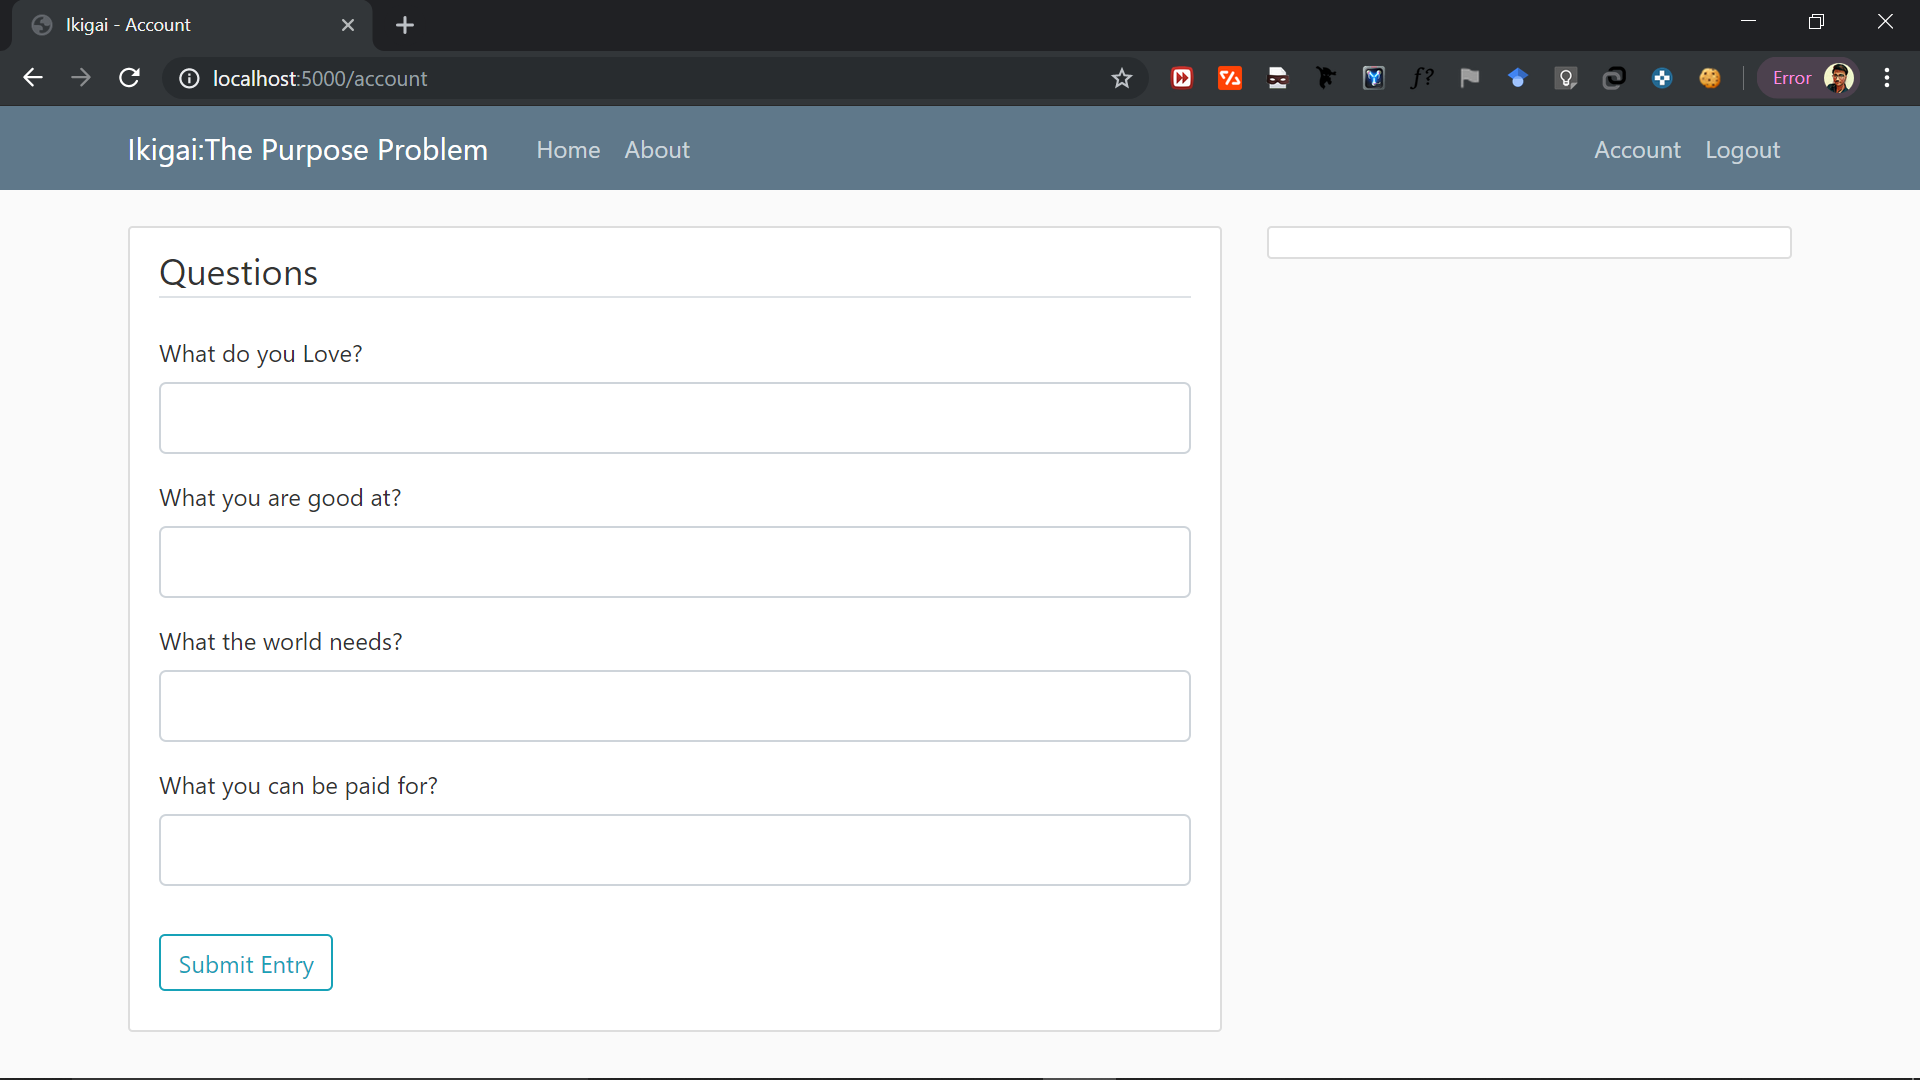 Ikigai - Account
localhost:5000/account
f?
Error
Ikigai:The Purpose Problem Home About Account Logout
Questions
What do you Love?
What you are good at?
What the world needs?
What you can be paid for?
Submit Entry